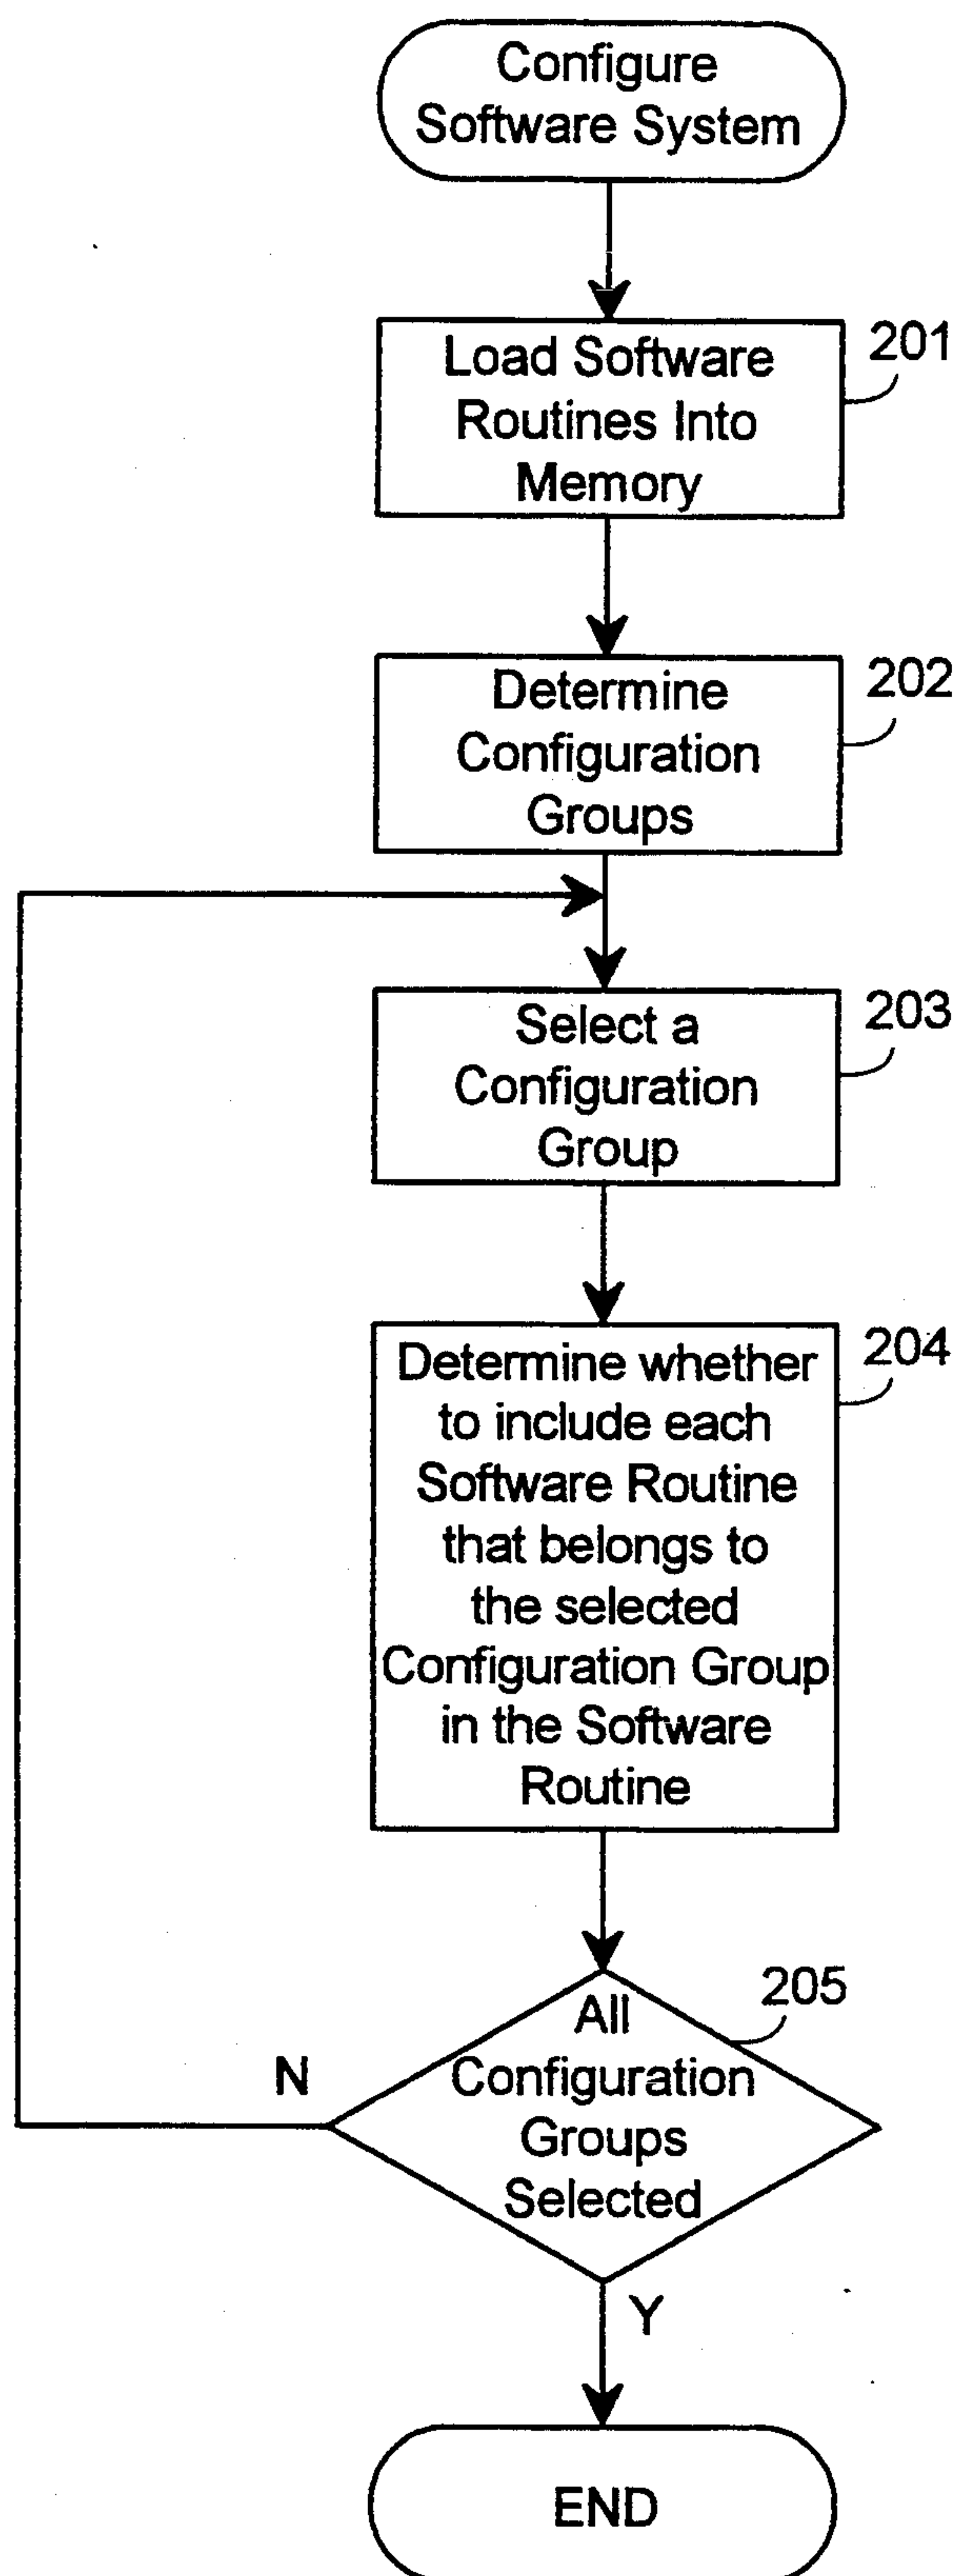 Configure
Software System
201
Load Software
Routines Into
Memory
202
Determine
Configuration
Groups
203
Select a
Configuration
Group
204
Determine whether
to include each
Software Routine
that belongs to
the selected
Configuration Group
in the Software
Routine
205
All
Configuration
Groups
Selected
N
Y
END